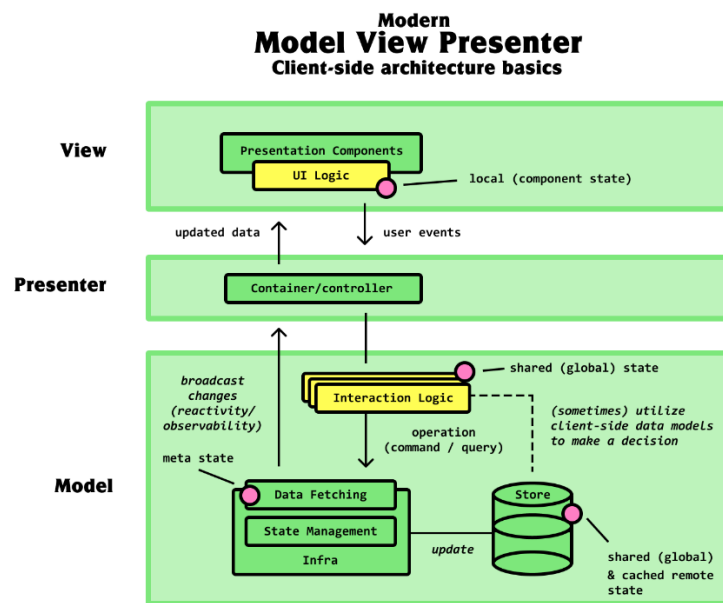 Modern
Model View Presenter
Client-side architecture basics
View
Presentation Components
UI Logic
local (component state)
updated data
user events
Presenter
Container/controller
Model
broadcast
changes
(reactivity/
observability)
shared (global) state
Interaction Logic
(sometimes) utilize
client-side data models
to make a decision
operation
(command / query)
meta state
Data Fetching
State Management
Infra
update
Store
shared (global)
& cached remote
state